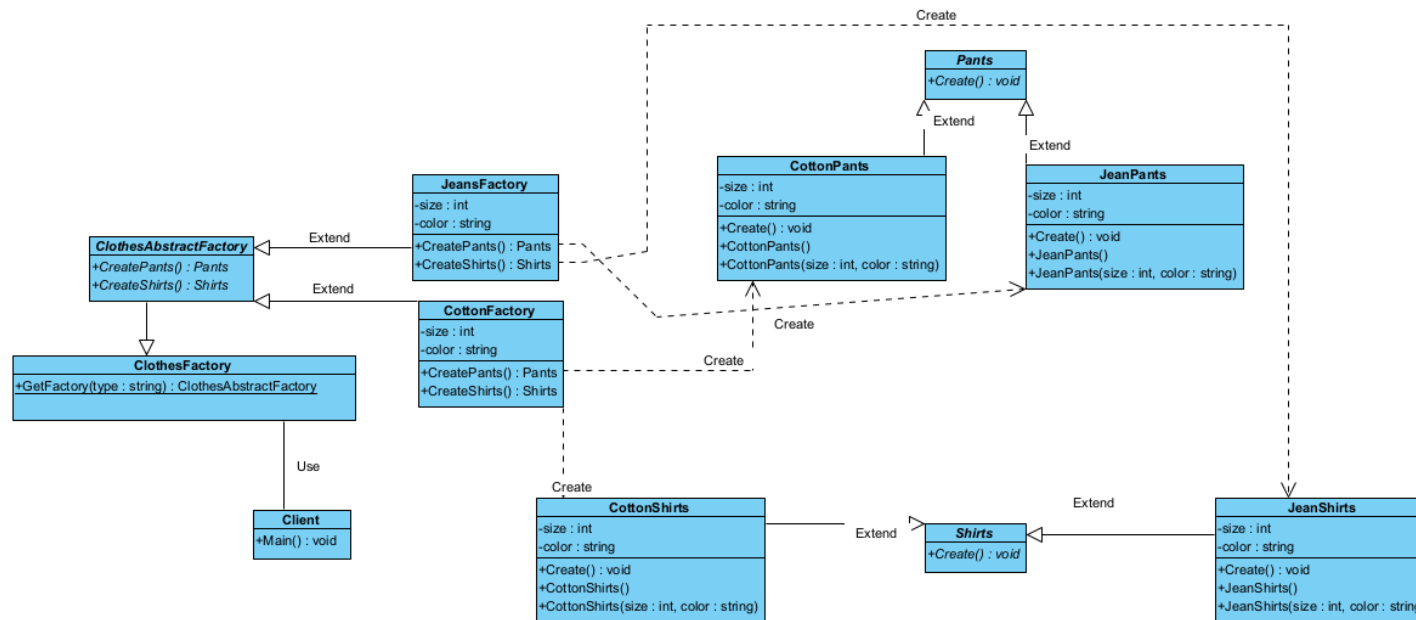 Create
Pants
+Create() : void
Extend
Extend
CottonPants
-size : int
-color : string
+Create() : void
+CottonPants()
+CottonPants(size : int, color : string)
JeanPants
-size : int
-color : string
+Create() : void
+JeanPants()
+JeanPants(size : int, color : string)
JeansFactory
-size : int
-color : string
+CreatePants() : Pants
+CreateShirts() : Shirts
Extend
ClothesAbstractFactory
+CreatePants() : Pants
+CreateShirts() : Shirts
Extend
CottonFactory
-size : int
-color : string
+CreatePants() : Pants
+CreateShirts() : Shirts
Create
Create
ClothesFactory
+GetFactory(type : string) : ClothesAbstractFactory
Use
Client
+Main() : void
Create
CottonShirts
-size : int
-color : string
+Create() : void
+CottonShirts()
+CottonShirts(size : int, color : string)
Extend
Shirts
+Create() : void
Extend
JeanShirts
-size : int
-color : string
+Create() : void
+JeanShirts()
+JeanShirts(size : int, color : string